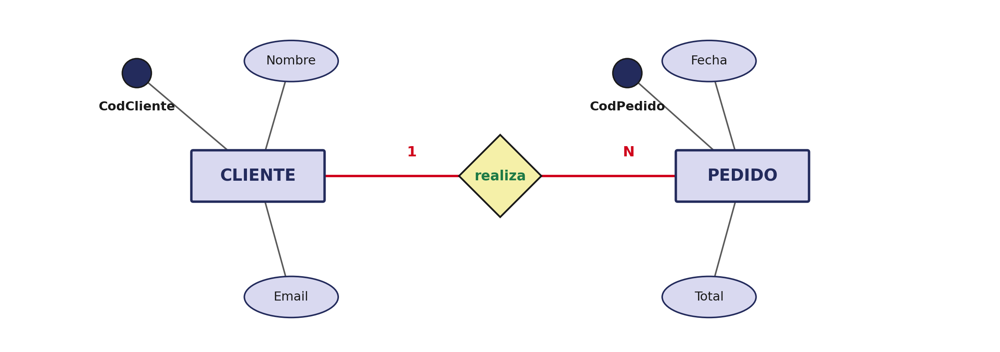 Nombre
Fecha
CodCliente
CodPedido
1
N
CLIENTE
realiza
PEDIDO
Email
Total